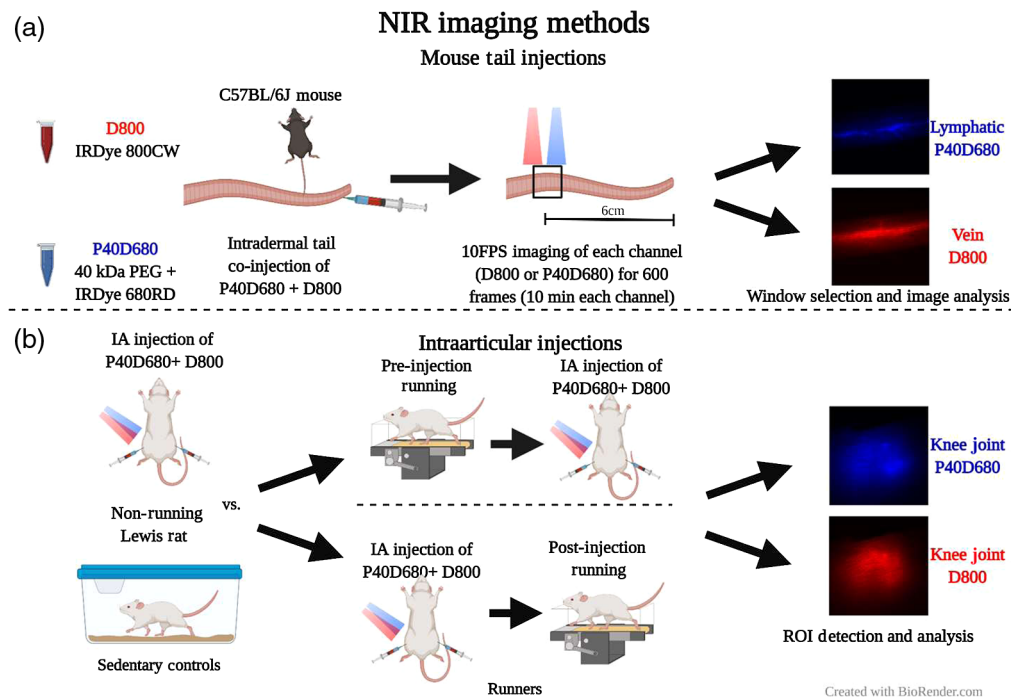 (a)
NIR imaging methods
Mouse tail injections
C57BL/6J mouse
D800
IRDye 800CW
P40D680
40 kDa PEG +
IRDye 680RD
Intradermal tail
co-injection of
P40D680 + D800
6cm
10FPS imaging of each channel
(D800 or P40D680) for 600
frames (10 min each channel)
Lymphatic
P40D680
Vein
D800
Window selection and image analysis
(b)
IA injection of
P40D680+ D800
Non-running
Lewis rat
Sedentary controls
vs.
Intraarticular injections
Pre-injection
running
IA injection of
P40D680+ D800
IA injection of
P40D680+ D800
Post-injection
running
Runners
Knee joint
P40D680
Knee joint
D800
ROI detection and analysis
Created with BioRender.com